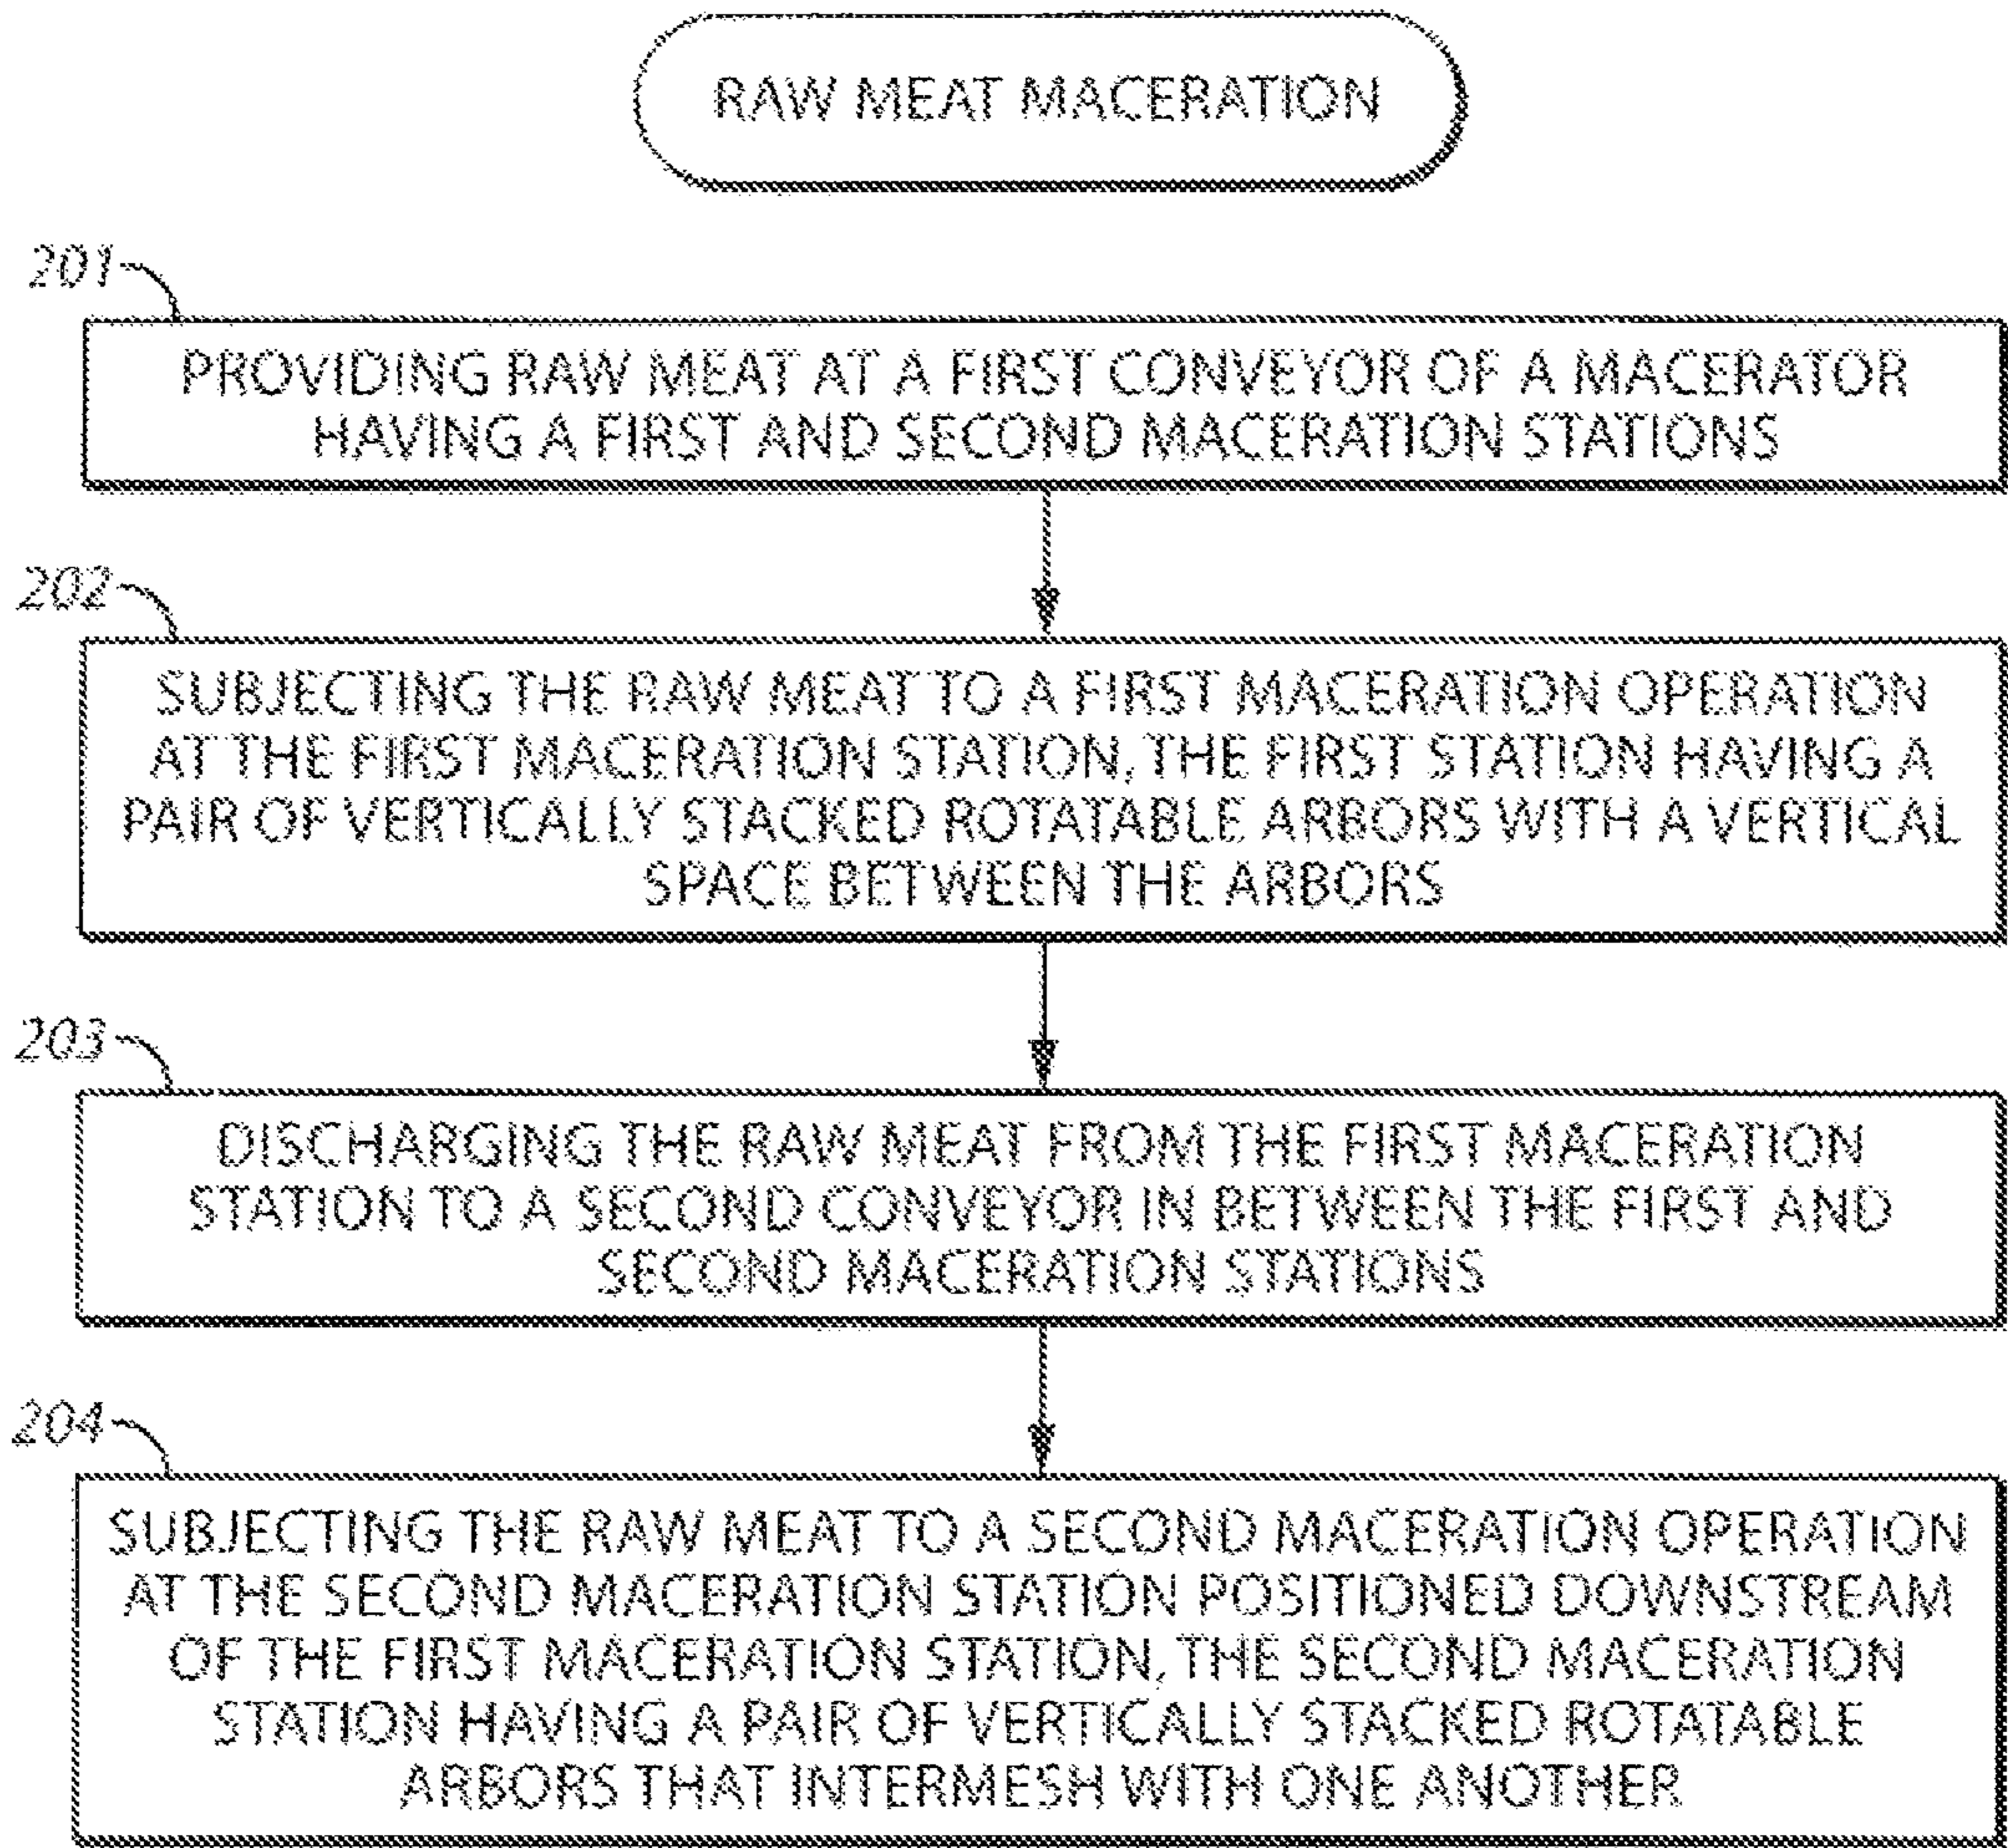 RAW MEAT MACERATION
201
PROVIDING RAW MEAT AT A FIRST CONVEYOR OF A MACERATOR
HAVING A FIRST AND SECOND MACERATION STATIONS
202
SUBJECTING THE RAW MEAT TO A FIRST MACERATION OPERATION
AT THE FIRST MACERATION STATION, THE FIRST STATION HAVING A
PAIR OF VERTICALLY STACKED ROTATABLE ARBORS WITH A VERTICAL
SPACE BETWEEN THE ARBORS
203
DISCHARGING THE RAW MEAT FROM THE FIRST MACERATION
STATION TO A SECOND CONVEYOR IN BETWEEN THE FIRST AND
SECOND MACERATION STATIONS
204
SUBJECTING THE RAW MEAT TO A SECOND MACERATION OPERATION
AT THE SECOND MACERATION STATION POSITIONED DOWNSTREAM
OF THE FIRST MACERATION STATION, THE SECOND MACERATION
STATION HAVING A PAIR OF VERTICALLY STACKED ROTATABLE
ARBORS THAT INTERMESH WITH ONE ANOTHER